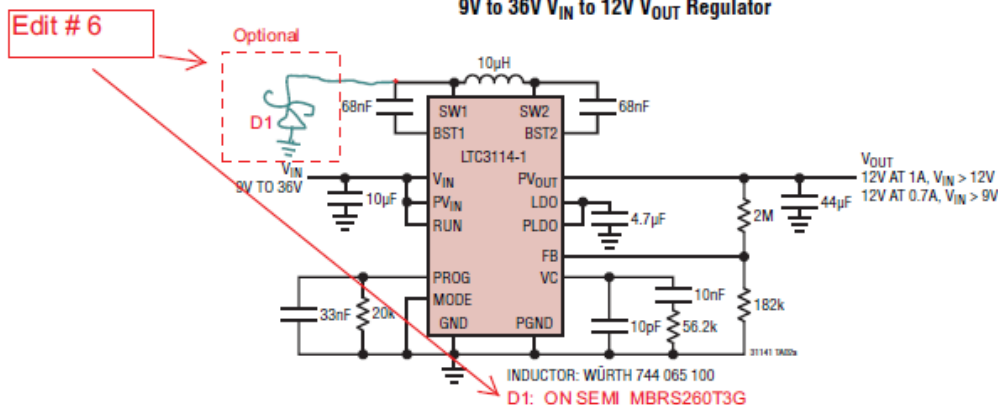 9V to 36V VIN to 12V VOUT Regulator
Edit # 6
Optional
10µH
68nF
68nF
SW1
SW2
D1
BST1
BST2
LTC3114-1
VIN
9V TO 36V
VIN
PVOUT
VOUT
12V AT 1A, VIN > 12V
12V AT 0.7A, VIN > 9V
10µF
PVIN
LDO
4.7µF
2M
44µF
RUN
PLDO
FB
PROG
VC
MODE
10nF
182k
33nF
20k
10pF
56.2k
GND
PGND
31141 TA02a
INDUCTOR: WÜRTH 744 065 100
D1: ON SEMI MBRS260T3G